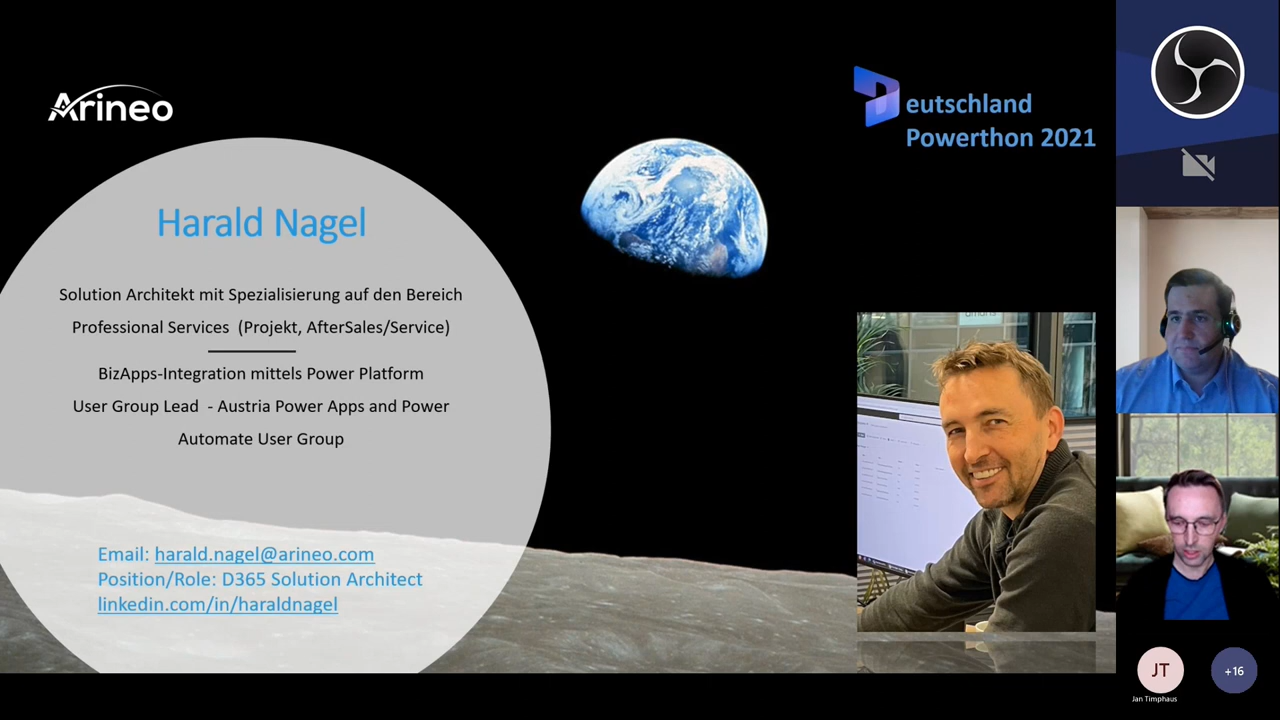 Arineo
Deutschland
Powerthon 2021
Harald Nagel
Solution Architekt mit Spezialisierung auf den Bereich
Professional Services (Projekt, AfterSales/Service)
BizApps-Integration mittels Power Platform
User Group Lead - Austria Power Apps and Power
Automate User Group
Email: harald.nagel@arineo.com
Position/Role: D365 Solution Architect
linkedin.com/in/haraldnagel
JT
+16
Jan Timphaus